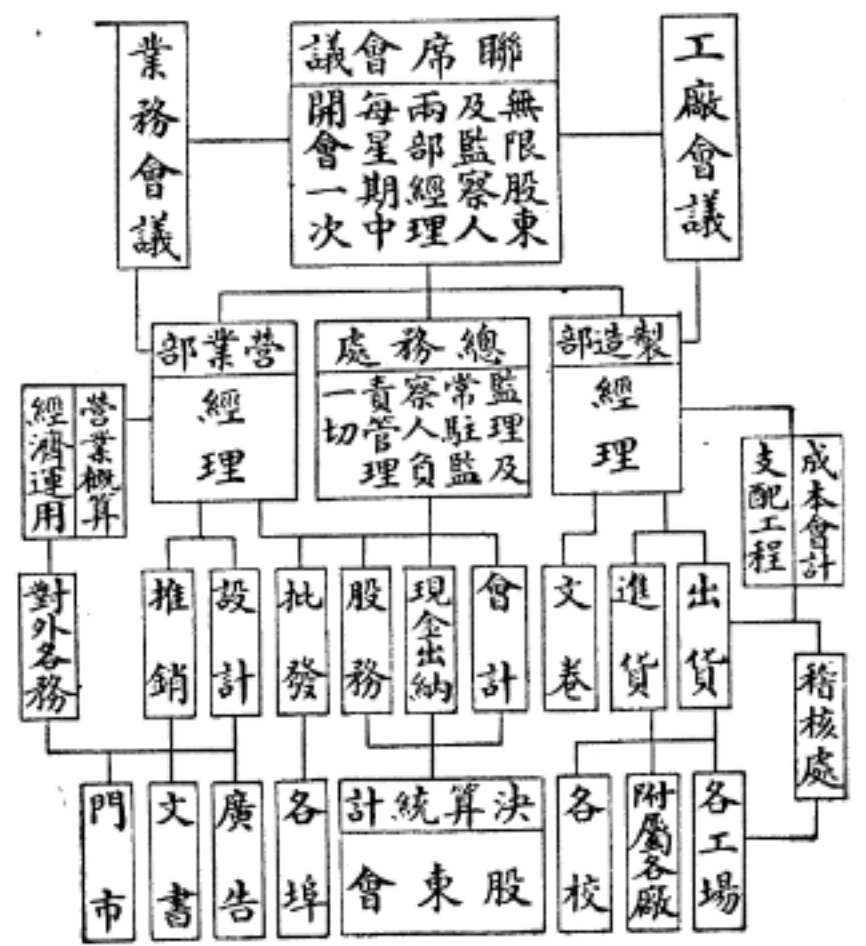 工廠會議
聯席會議
無限股東
及監察人
兩部經理
每星期中
開會一次
業務會議
製造部
經理
總務處
監理及
常駐監
察人負
責管理
一切
營業部
經理
成本會計
支配工程
營業概算
經濟運用
出貨
進貨
文卷
會計
現金出納
股務
批發
設計
推銷
對外各務
稽核處
各工場
附屬各廠
各校
決算統計
股東會
各埠
廣告
文書
門市